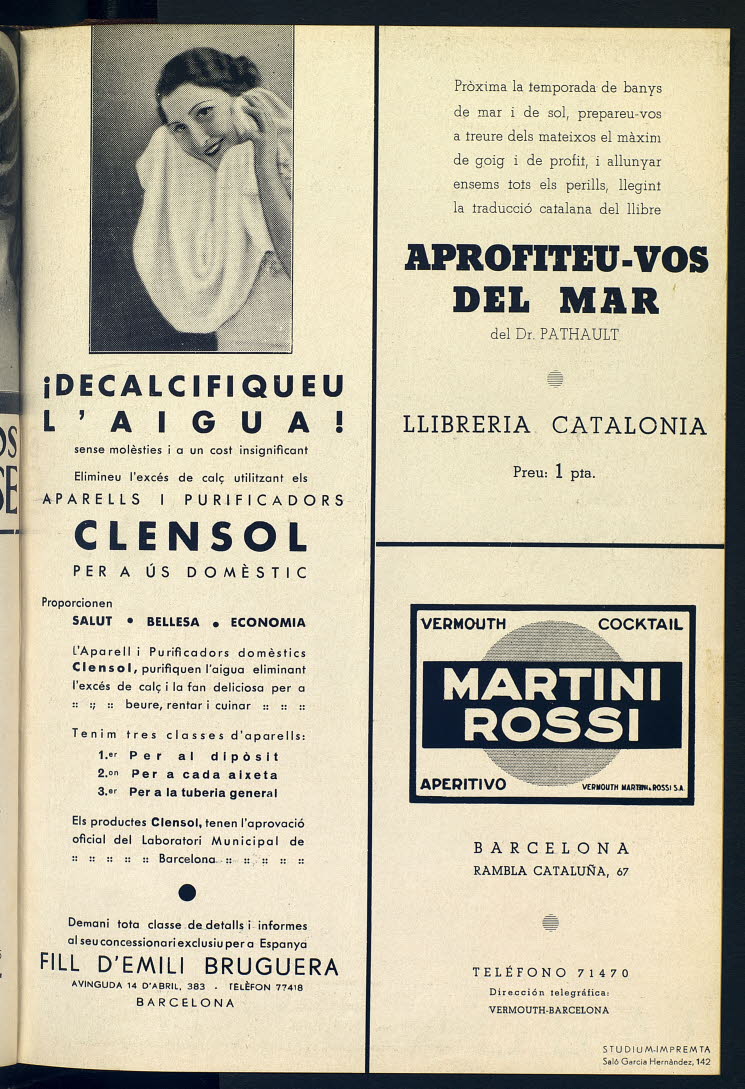 ¡DECALCIFIQUEU
L'AIGUA!
sense molèsties i a un cost insignificant
Elimineu l'excés de calç utilitzant els
APARELLS I PURIFICADORS
CLENSOL
PER A ÚS DOMÈSTIC
Proporcionen
SALUT • BELLESA • ECONOMIA
L'Aparell i Purificadors domèstics
Clensol, purifiquen l'aigua eliminant
l'excés de calç i la fan deliciosa per a
:: :: :: beure, rentar i cuinar :: :: ::
Tenim tres classes d'aparells:
1.er Per al dipòsit
2.on Per a cada aixeta
3.er Per a la tuberia general
Els productes Clensol, tenen l'aprovació
oficial del Laboratori Municipal de
:: :: :: :: :: Barcelona :: :: :: :: ::
Demani tota classe de detalls i informes
al seu concessionari exclusiu per a Espanya
FILL D'EMILI BRUGUERA
AVINGUDA 14 D'ABRIL, 383 - TELÈFON 77418
BARCELONA
Pròxima la temporada de banys
de mar i de sol, prepareu-vos
a treure dels mateixos el màxim
de goig i de profit, i allunyar
ensems tots els perills, llegint
la traducció catalana del llibre
APROFITEU-VOS
DEL MAR
del Dr. PATHAULT
LLIBRERIA CATALONIA
Preu: 1 pta.
VERMOUTH COCKTAIL
MARTINI
ROSSI
APERITIVO VERMOUTH MARTINI & ROSSI S.A.
BARCELONA
RAMBLA CATALUÑA, 67
TELÉFONO 71470
Dirección telegráfica:
VERMOUTH-BARCELONA
STUDIUM-IMPREMTA
Saló García Hernández, 142